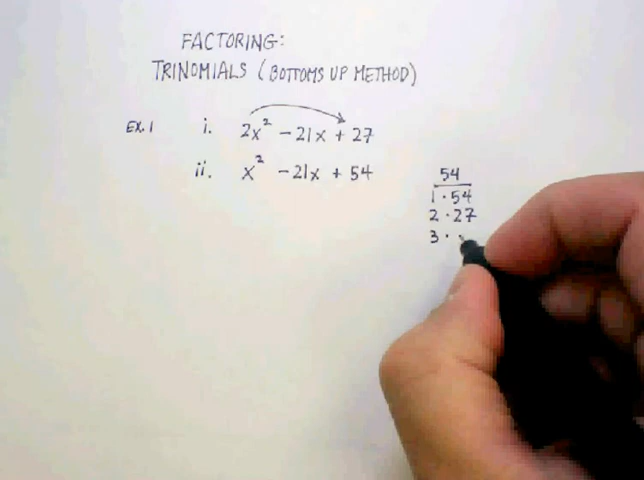 FACTORING:
TRINOMIALS (BOTTOMS UP METHOD)
EX. 1 i. 2x² - 21x + 27
ii. x² - 21x + 54
54
1 · 54
2 · 27
3 ·